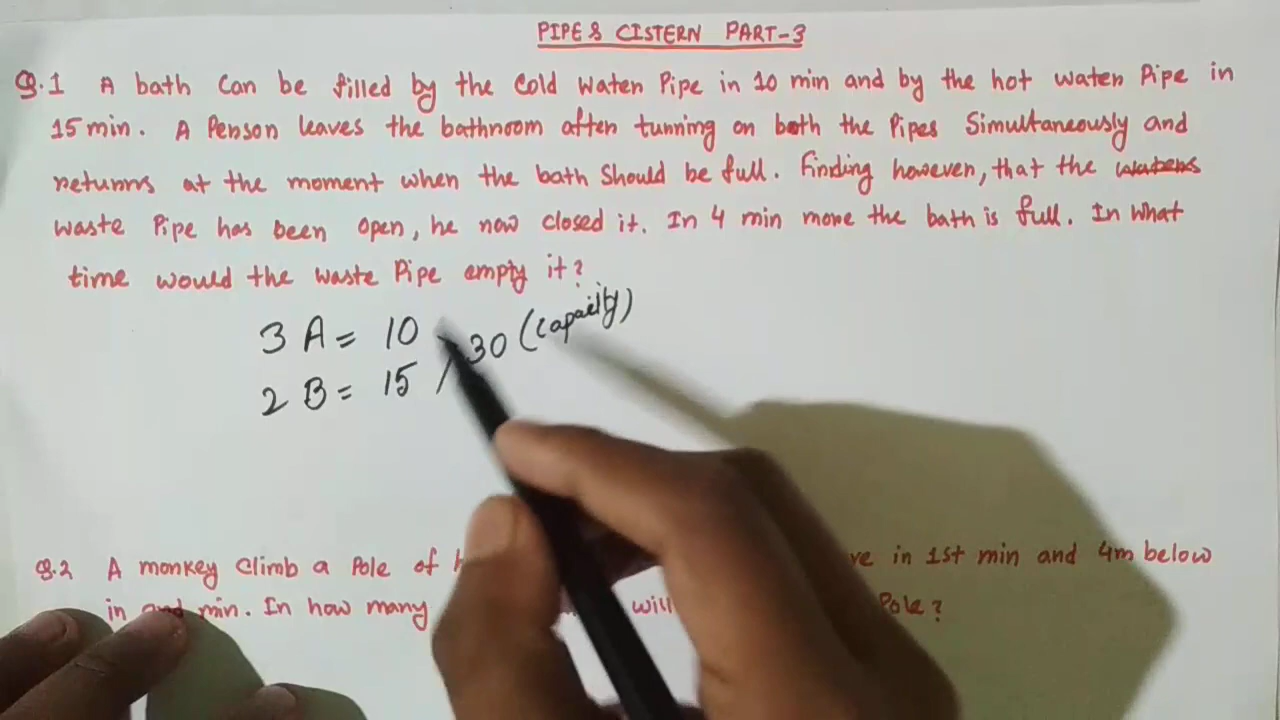 PIPE & CISTERN PART-3
Q.1 A bath can be filled by the cold water Pipe in 10 min and by the hot water Pipe in
15 min. A Person leaves the bathroom after turning on both the Pipes Simultaneously and
returns at the moment when the bath Should be full. Finding however, that the waters
waste Pipe has been open, he now closed it. In 4 min more the bath is full. In what
time would the waste Pipe empty it?
3 A = 10
30 (capacity)
2 B = 15
Q.2 A monkey climb a Pole of in 1st min and 4m below
in min. In how many will Pole?